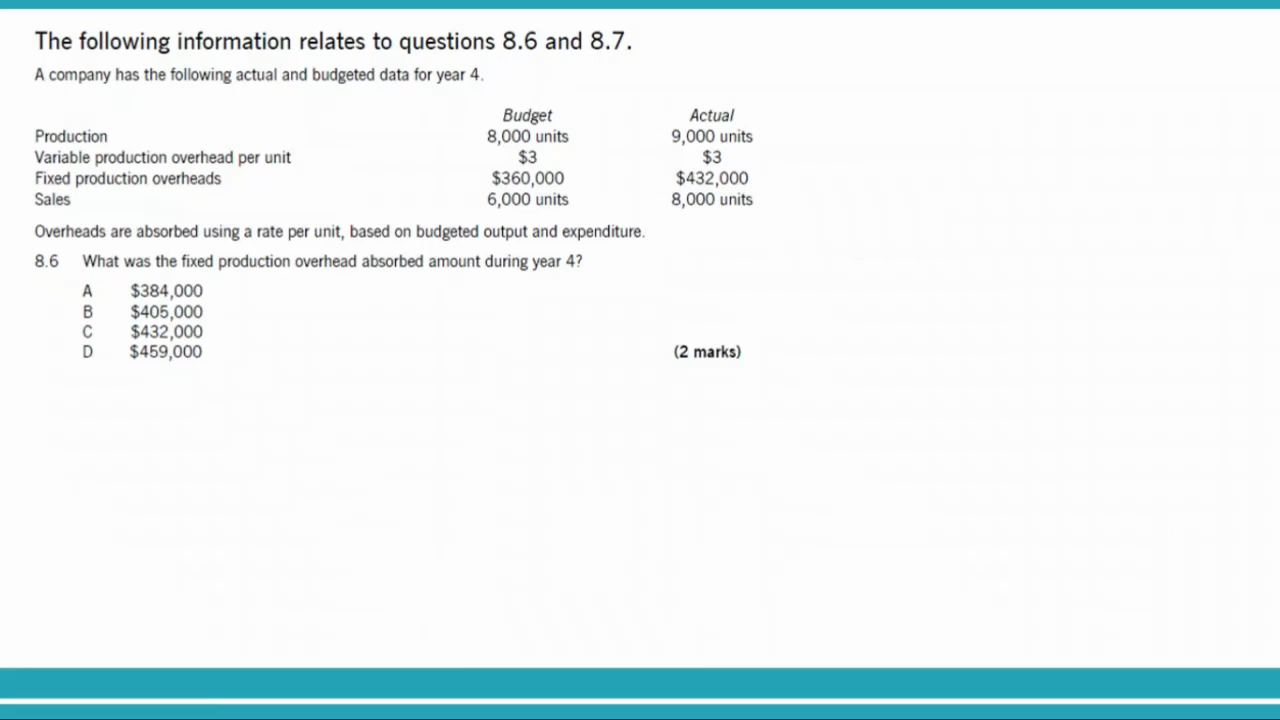 The following information relates to questions 8.6 and 8.7.
A company has the following actual and budgeted data for year 4.
Budget Actual
Production 8,000 units 9,000 units
Variable production overhead per unit $3 $3
Fixed production overheads $360,000 $432,000
Sales 6,000 units 8,000 units
Overheads are absorbed using a rate per unit, based on budgeted output and expenditure.
8.6 What was the fixed production overhead absorbed amount during year 4?
A $384,000
B $405,000
C $432,000
D $459,000
(2 marks)